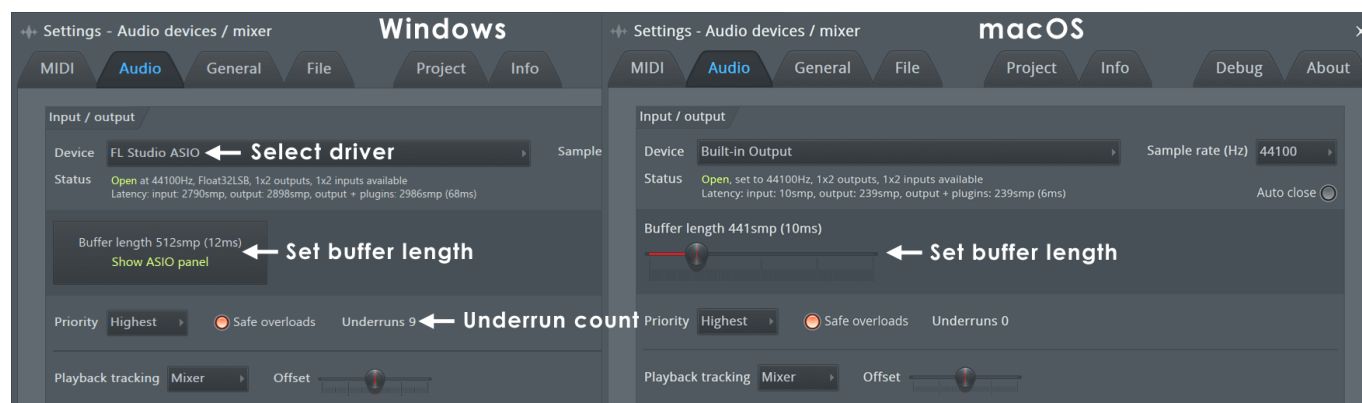 Settings - Audio devices / mixer
Windows
MIDI Audio General File Project Info
Input / output
Device FL Studio ASIO Select driver Sample
Status Open at 44100Hz, Float32LSB, 1x2 outputs, 1x2 inputs available
Latency: input: 2790smp, output: 2898smp, output + plugins: 2986smp (68ms)
Buffer length 512smp (12ms)
Show ASIO panel
Set buffer length
Priority Highest Safe overloads Underruns 9 Underrun count
Playback tracking Mixer Offset
Settings - Audio devices / mixer
macOS
MIDI Audio General File Project Info Debug About
Input / output
Device Built-in Output Sample rate (Hz) 44100
Status Open, set to 44100Hz, 1x2 outputs, 1x2 inputs available
Latency: input: 10smp, output: 239smp, output + plugins: 239smp (6ms)
Auto close
Buffer length 441smp (10ms)
Set buffer length
Priority Highest Safe overloads Underruns 0
Playback tracking Mixer Offset